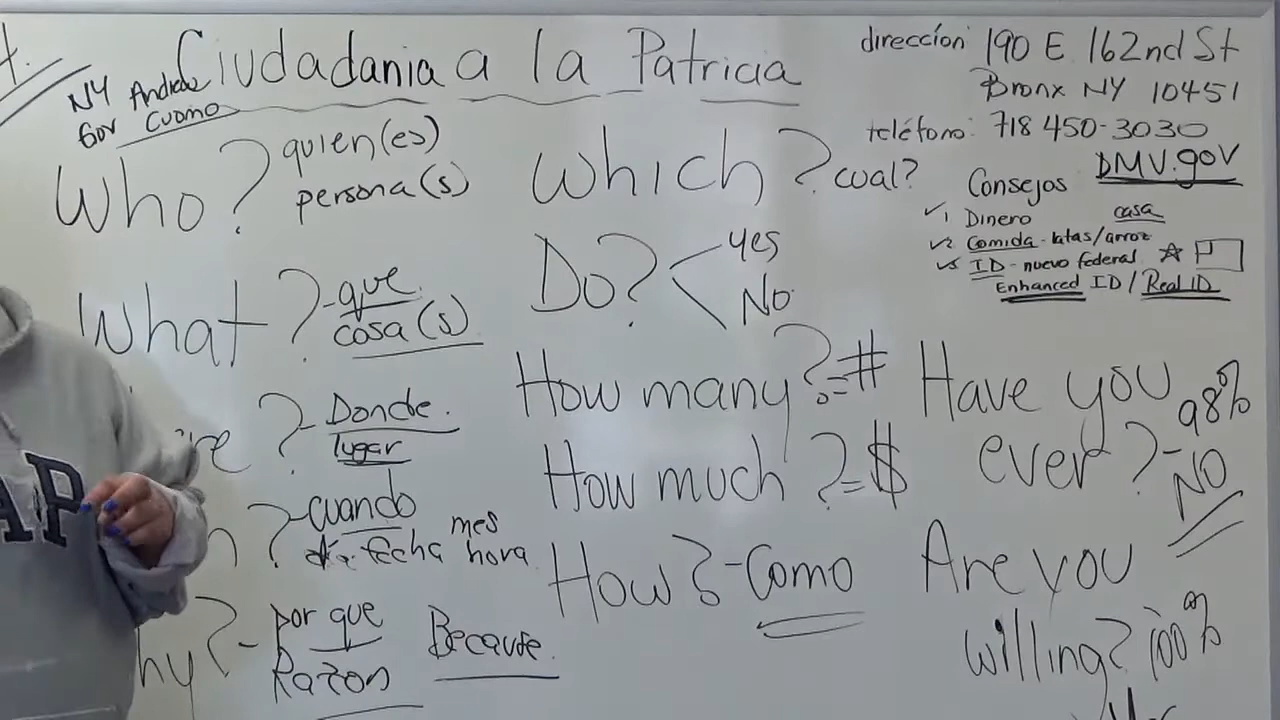 Ciudadania a la Patricia
NY Andrew
Gov Cuomo
Who? quien(es)
persona(s)
What? -que
cosa(s)
? -Donde.
lugar
? -cuando
fecha mes
hora
? -por que
Razon
Because.
Which? cual?
Do? yes
No
How many? = #
How much? = $
How? -Como
dirección: 190 E 162nd St
Bronx NY 10451
teléfono: 718 450-3030
DMV.gov
Consejos
1 Dinero
casa
2 Comida-latas/arroz
3 ID - nuevo federal
Enhanced ID / Real ID
Have you
ever? - 98%
NO
Are you
willing? 100%
AP